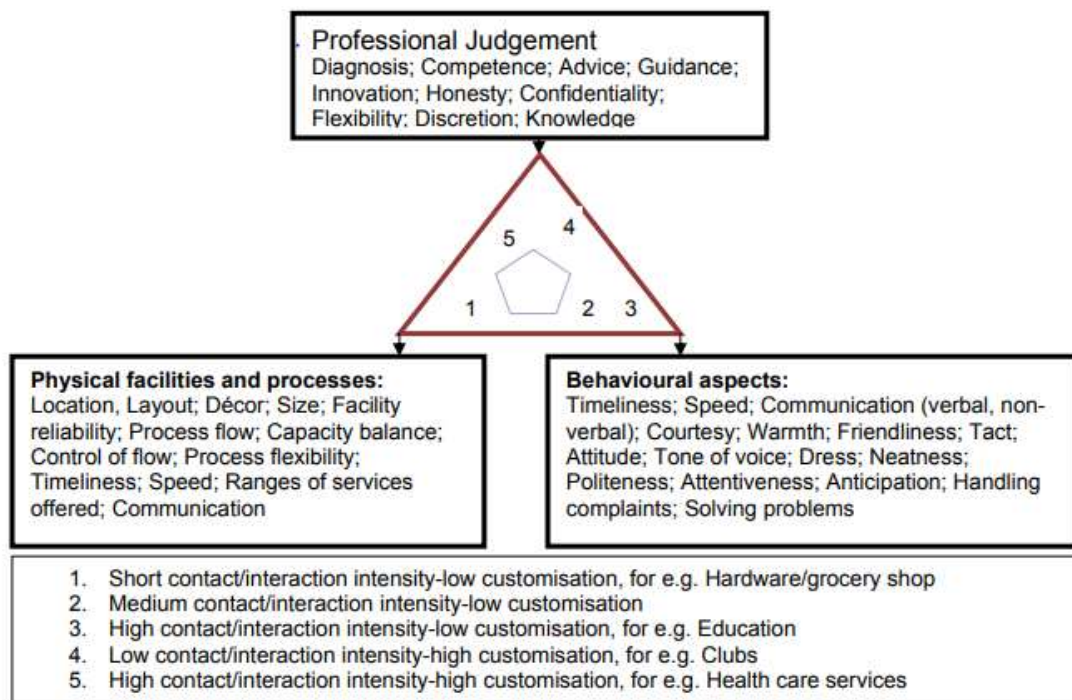 Professional Judgement
Diagnosis; Competence; Advice; Guidance;
Innovation; Honesty; Confidentiality;
Flexibility; Discretion; Knowledge
4
5
1
2
3
Physical facilities and processes:
Location, Layout; Décor; Size; Facility
reliability; Process flow; Capacity balance;
Control of flow; Process flexibility;
Timeliness; Speed; Ranges of services
offered; Communication
Behavioural aspects:
Timeliness; Speed; Communication (verbal, non-
verbal); Courtesy; Warmth; Friendliness; Tact;
Attitude; Tone of voice; Dress; Neatness;
Politeness; Attentiveness; Anticipation; Handling
complaints; Solving problems
1. Short contact/interaction intensity-low customisation, for e.g. Hardware/grocery shop
2. Medium contact/interaction intensity-low customisation
3. High contact/interaction intensity-low customisation, for e.g. Education
4. Low contact/interaction intensity-high customisation, for e.g. Clubs
5. High contact/interaction intensity-high customisation, for e.g. Health care services